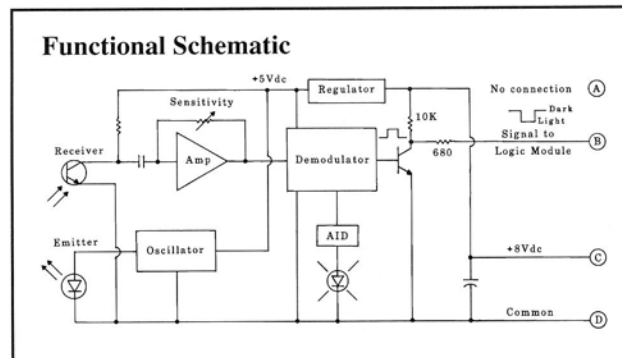 Functional Schematic
+5Vdc
Regulator
No connection
A
Sensitivity
10K
Dark
Light
Receiver
Amp
Demodulator
680
Signal to
Logic Module
B
Emitter
Oscillator
AID
+8Vdc
C
Common
D